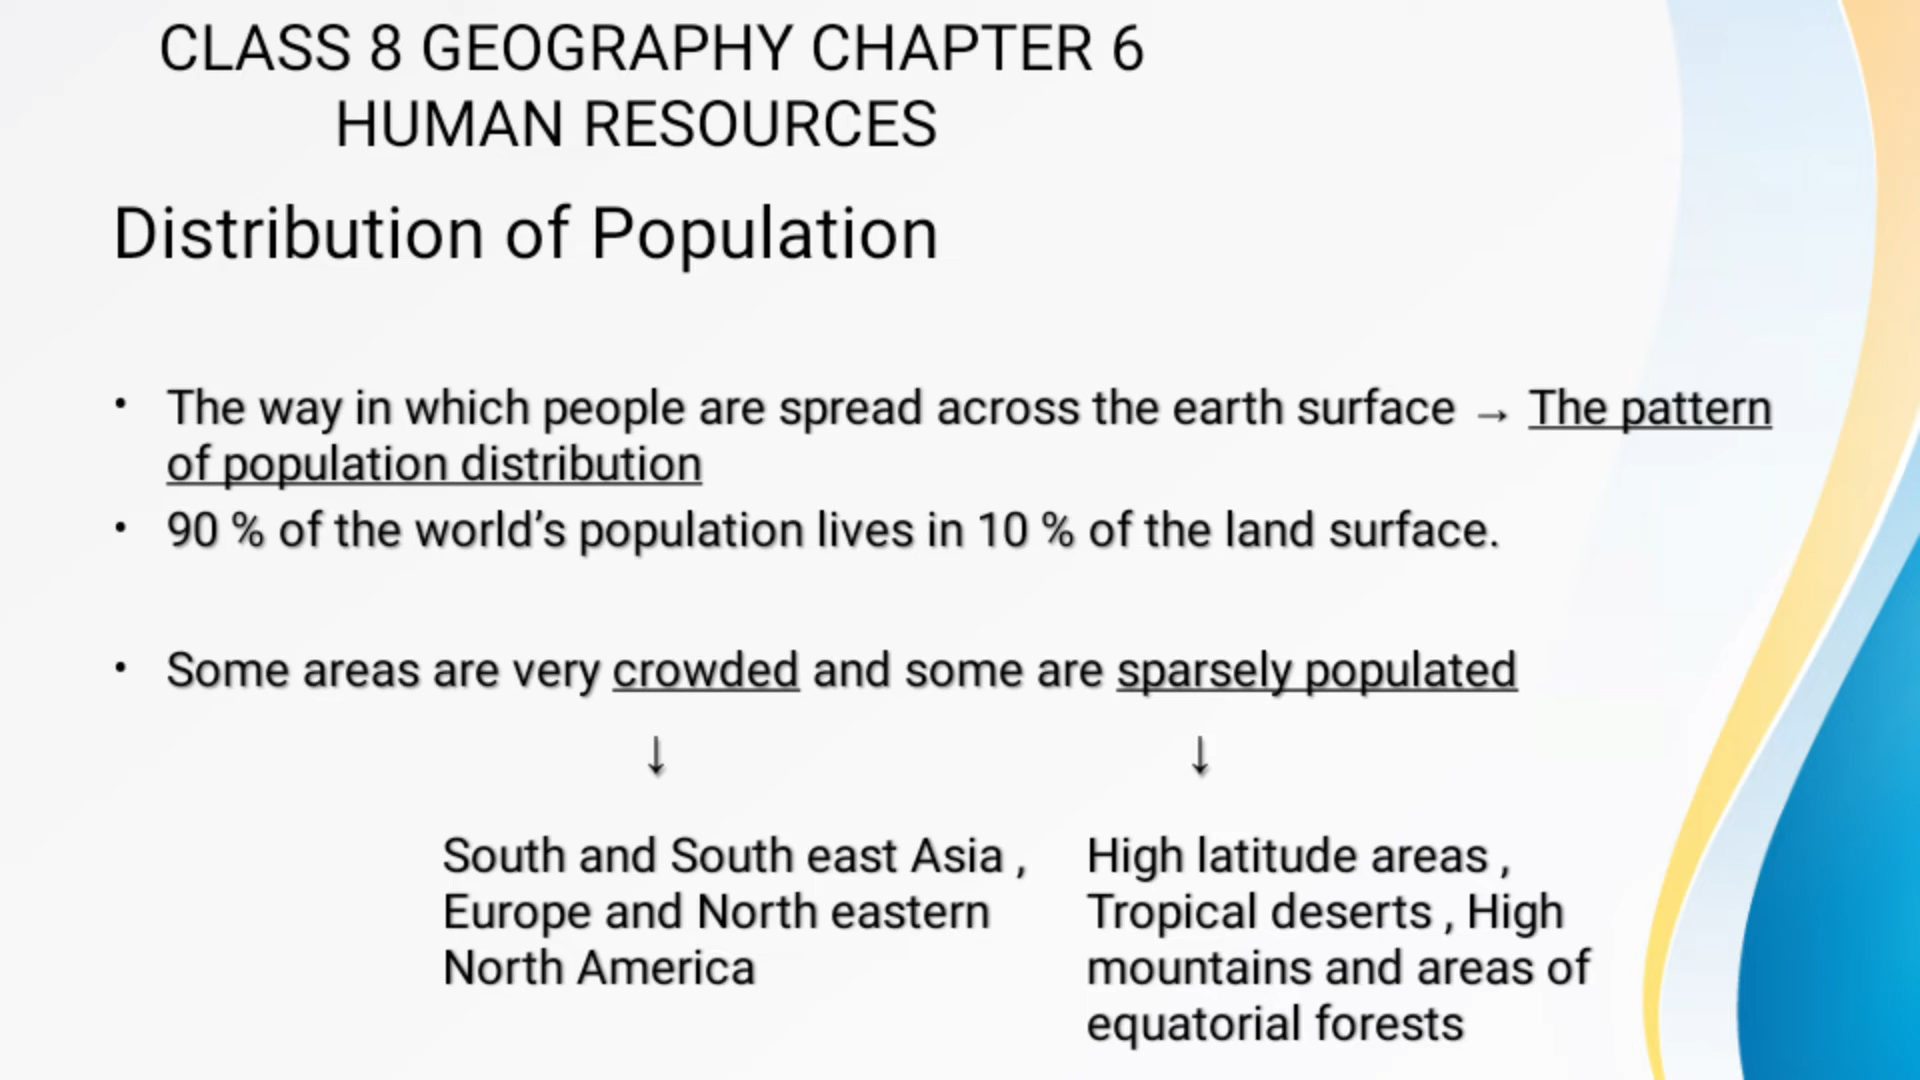 CLASS 8 GEOGRAPHY CHAPTER 6
HUMAN RESOURCES
Distribution of Population
• The way in which people are spread across the earth surface → The pattern
of population distribution
• 90 % of the world’s population lives in 10 % of the land surface.
• Some areas are very crowded and some are sparsely populated
↓ ↓
South and South east Asia ,
Europe and North eastern
North America
High latitude areas ,
Tropical deserts , High
mountains and areas of
equatorial forests